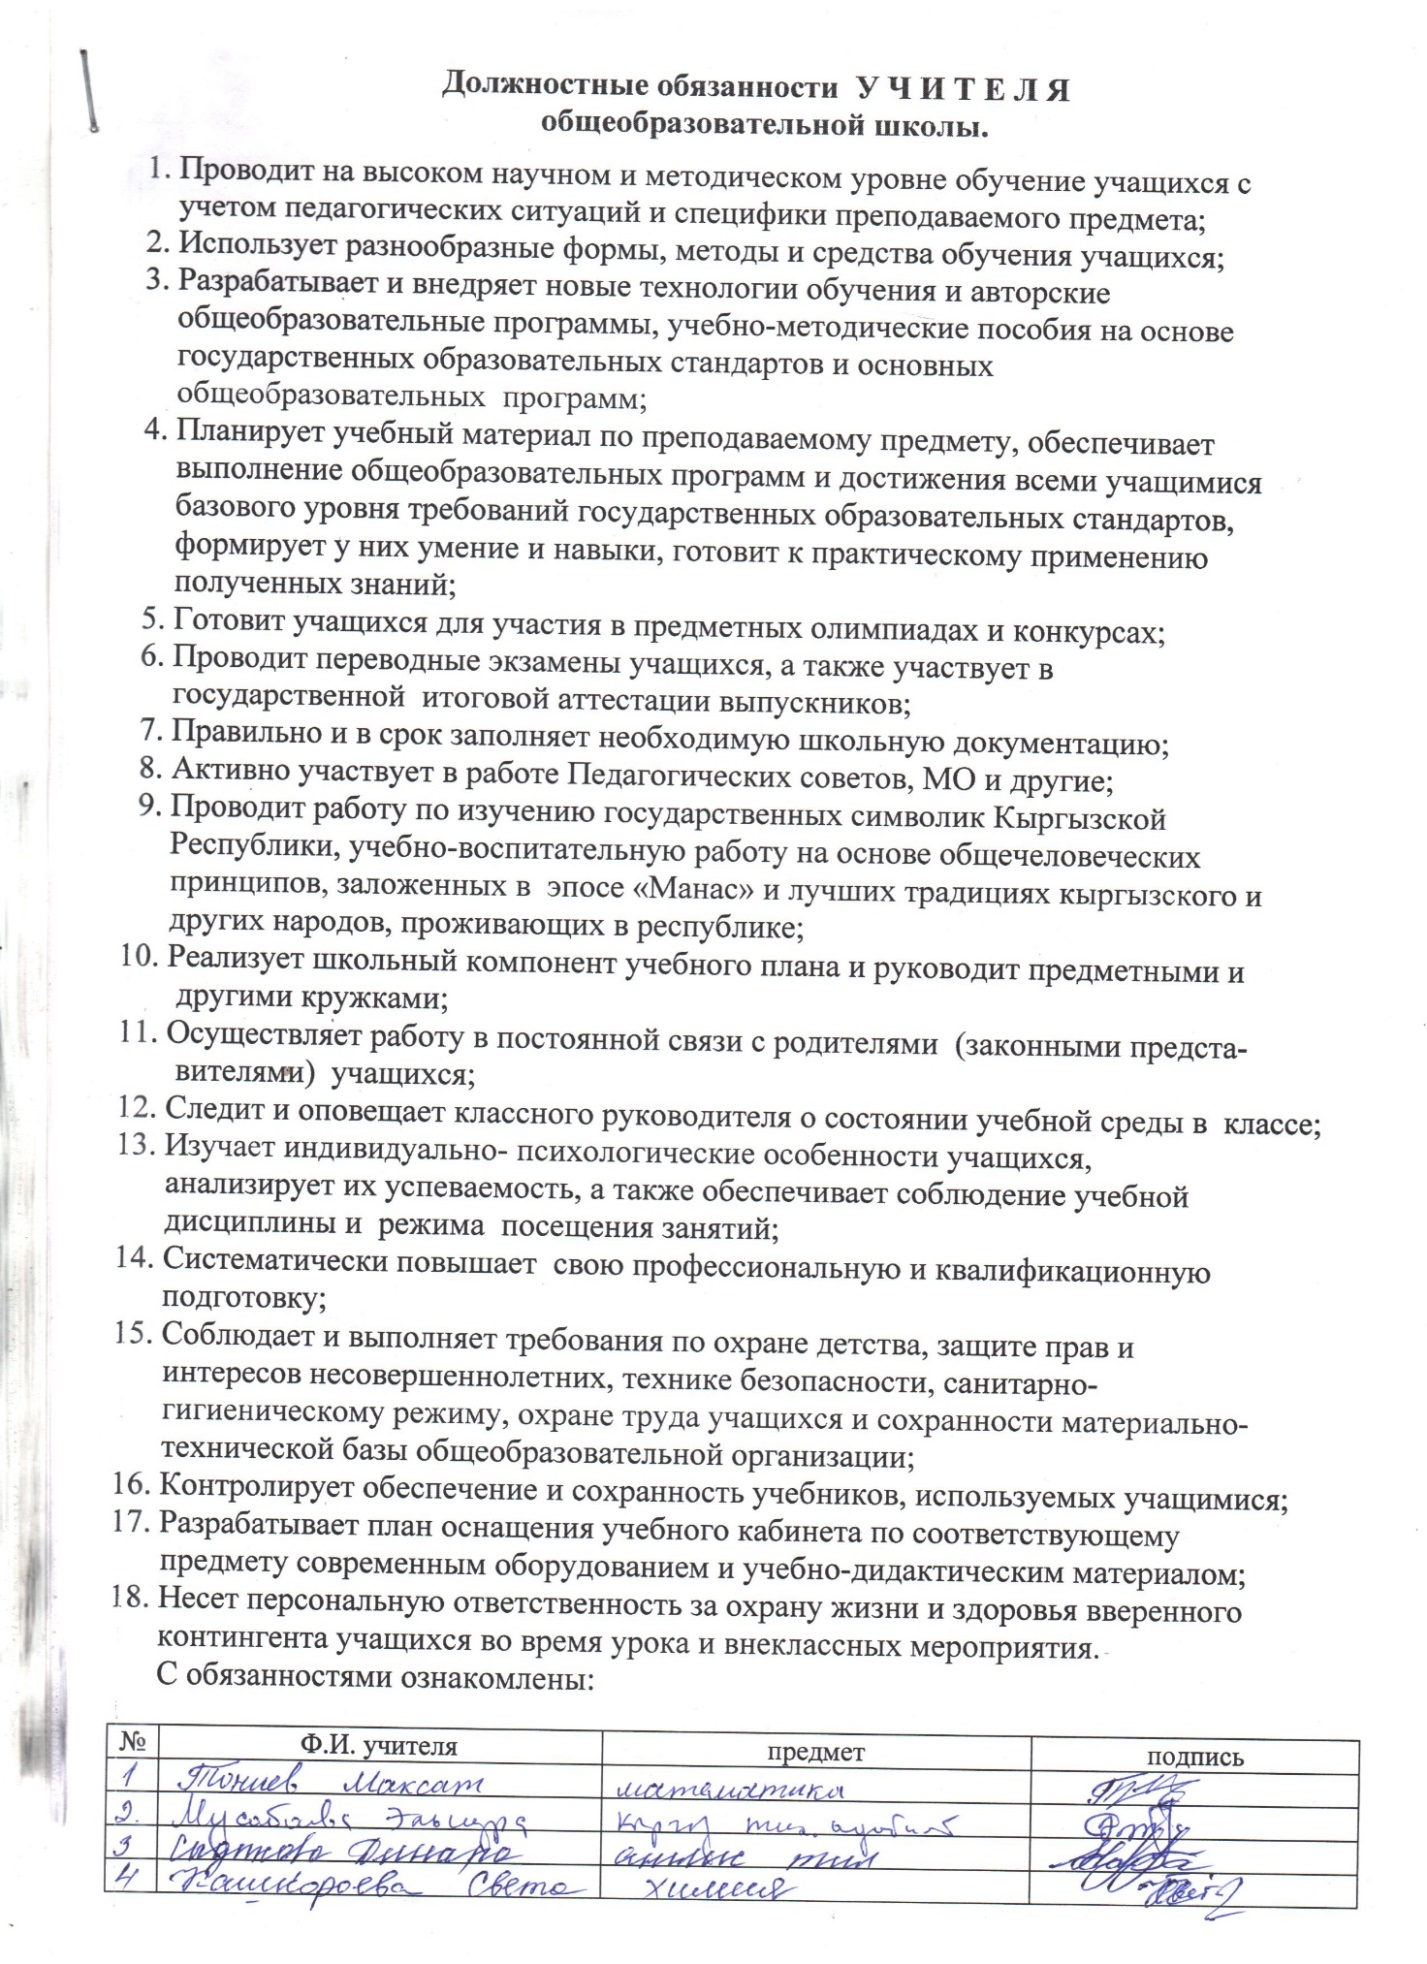 Должностные обязанности У Ч И Т Е Л Я
общеобразовательной школы.
1. Проводит на высоком научном и методическом уровне обучение учащихся с
учетом педагогических ситуаций и специфики преподаваемого предмета;
2. Использует разнообразные формы, методы и средства обучения учащихся;
3. Разрабатывает и внедряет новые технологии обучения и авторские
общеобразовательные программы, учебно-методические пособия на основе
государственных образовательных стандартов и основных
общеобразовательных программ;
4. Планирует учебный материал по преподаваемому предмету, обеспечивает
выполнение общеобразовательных программ и достижения всеми учащимися
базового уровня требований государственных образовательных стандартов,
формирует у них умение и навыки, готовит к практическому применению
полученных знаний;
5. Готовит учащихся для участия в предметных олимпиадах и конкурсах;
6. Проводит переводные экзамены учащихся, а также участвует в
государственной итоговой аттестации выпускников;
7. Правильно и в срок заполняет необходимую школьную документацию;
8. Активно участвует в работе Педагогических советов, МО и другие;
9. Проводит работу по изучению государственных символик Кыргызской
Республики, учебно-воспитательную работу на основе общечеловеческих
принципов, заложенных в эпосе «Манас» и лучших традициях кыргызского и
других народов, проживающих в республике;
10. Реализует школьный компонент учебного плана и руководит предметными и
другими кружками;
11. Осуществляет работу в постоянной связи с родителями (законными предста-
вителями) учащихся;
12. Следит и оповещает классного руководителя о состоянии учебной среды в классе;
13. Изучает индивидуально- психологические особенности учащихся,
анализирует их успеваемость, а также обеспечивает соблюдение учебной
дисциплины и режима посещения занятий;
14. Систематически повышает свою профессиональную и квалификационную
подготовку;
15. Соблюдает и выполняет требования по охране детства, защите прав и
интересов несовершеннолетних, технике безопасности, санитарно-
гигиеническому режиму, охране труда учащихся и сохранности материально-
технической базы общеобразовательной организации;
16. Контролирует обеспечение и сохранность учебников, используемых учащимися;
17. Разрабатывает план оснащения учебного кабинета по соответствующему
предмету современным оборудованием и учебно-дидактическим материалом;
18. Несет персональную ответственность за охрану жизни и здоровья вверенного
контингента учащихся во время урока и внеклассных мероприятия.
С обязанностями ознакомлены:
№ Ф.И. учителя предмет подпись
1 Максат математика
2.
3 Динара англис тил
4 Света химия